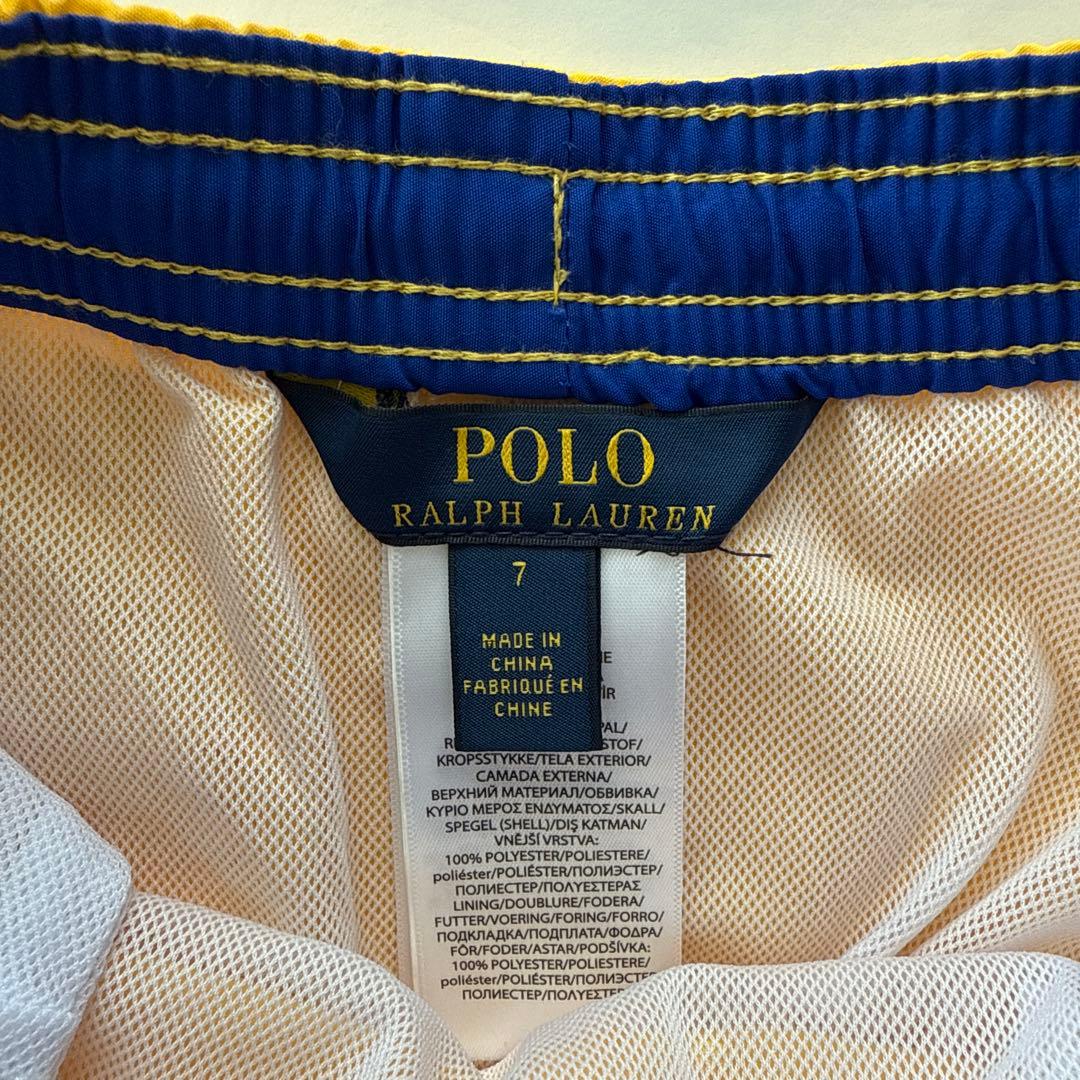 POLO
RALPH LAUREN
7
MADE IN
CHINA
FABRIQUÉ EN
CHINE
KROPSSTYKKE/TELA EXTERIOR/
CAMADA EXTERNA/
ВЕРХНИЙ МАТЕРИАЛ/ОБВИВКА/
ΚΥΡΙΟ ΜΕΡΟΣ ΕΝΔΥΜΑΤΟΣ/SKALL/
SPEGEL (SHELL)/DIŞ KATMAN/
VNĚJŠÍ VRSTVA:
100% POLYESTER/POLIESTERE/
poliéster/POLIÉSTER/ПОЛИЭСТЕР/
ПОЛИЕСТЕР/ΠΟΛΥΕΣΤΕΡΑΣ
LINING/DOUBLURE/FODERA/
FUTTER/VOERING/FORING/FORRO/
ПОДКЛАДКА/ПОДПЛАТА/ΦΟΔΡΑ/
FÔR/FODER/ASTAR/PODŠÍVKA:
100% POLYESTER/POLIESTERE/
poliéster/POLIÉSTER/ПОЛИЭСТЕР
ПОЛИЕСТЕР/